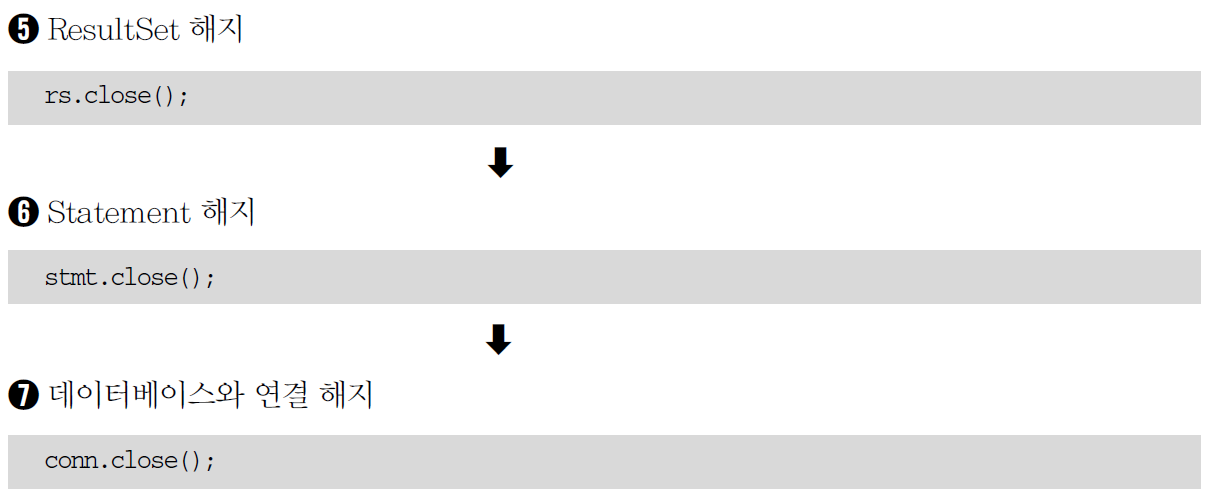 ❺ ResultSet 해지
rs.close();
❻ Statement 해지
stmt.close();
❼ 데이터베이스와 연결 해지
conn.close();